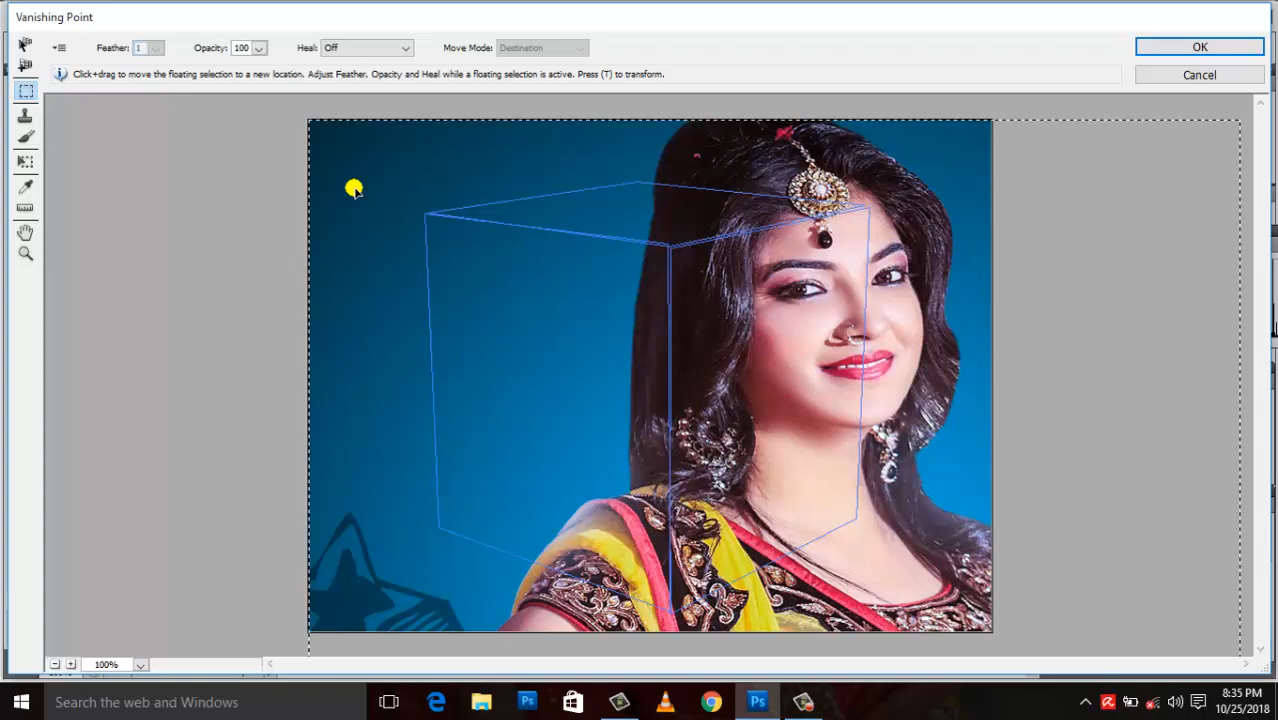 Vanishing Point
Feather: 1 Opacity: 100 Heal: Off Move Mode: Destination OK
Click+drag to move the floating selection to a new location. Adjust Feather, Opacity and Heal while a floating selection is active. Press (T) to transform. Cancel
100%
Search the web and Windows
8:35 PM
10/25/2018